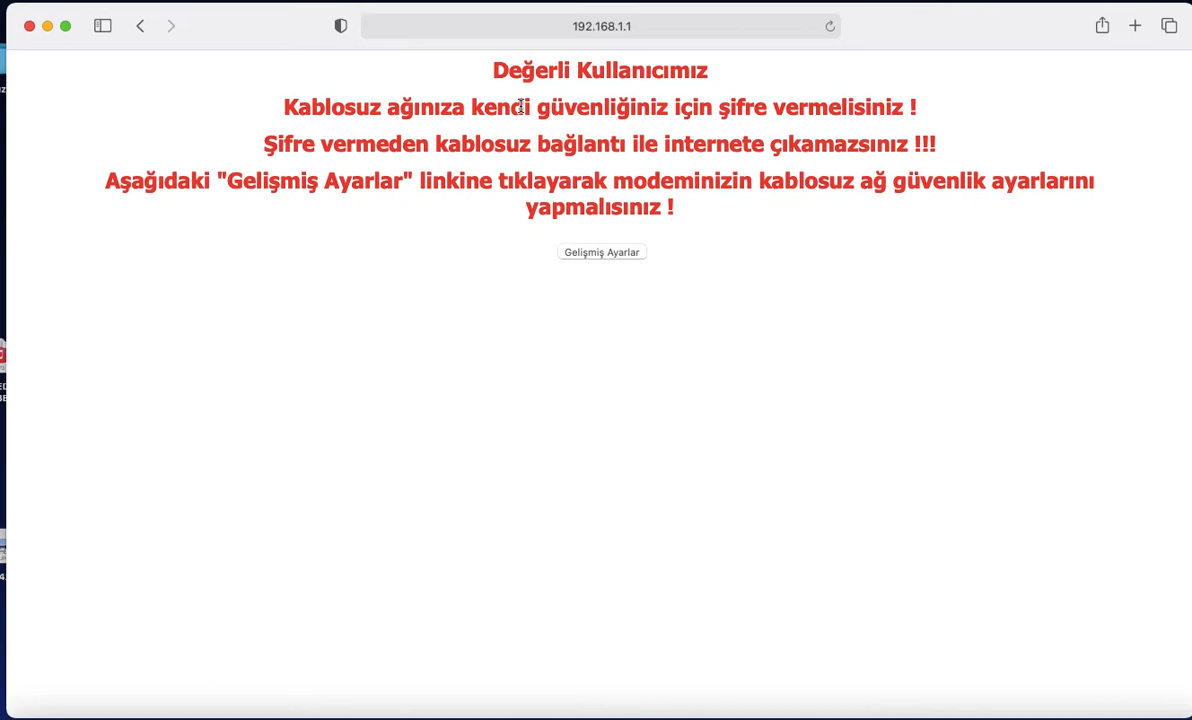 192.168.1.1
Değerli Kullanıcımız
Kablosuz ağınıza kendi güvenliğiniz için şifre vermelisiniz !
Şifre vermeden kablosuz bağlantı ile internete çıkamazsınız !!!
Aşağıdaki "Gelişmiş Ayarlar" linkine tıklayarak modeminizin kablosuz ağ güvenlik ayarlarını
yapmalısınız !
Gelişmiş Ayarlar